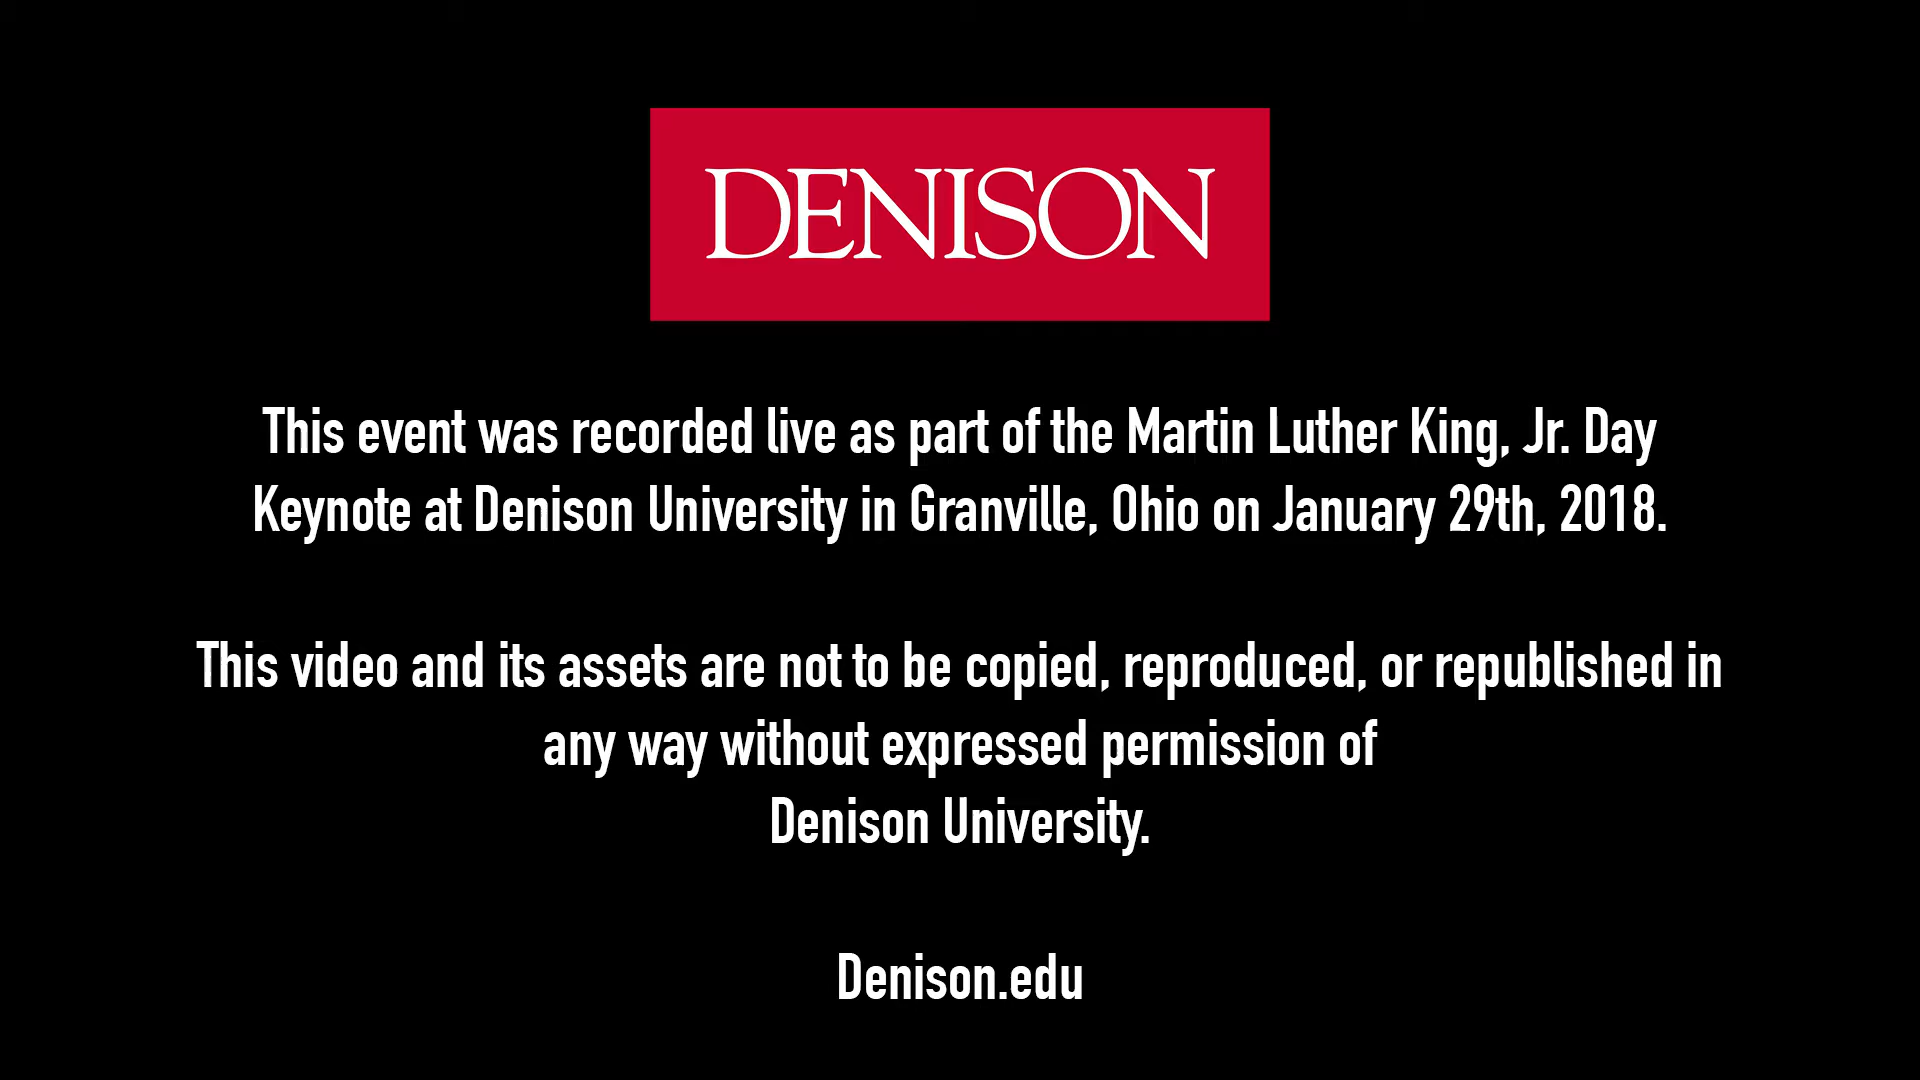 DENISON
This event was recorded live as part of the Martin Luther King, Jr. Day
Keynote at Denison University in Granville, Ohio on January 29th, 2018.
This video and its assets are not to be copied, reproduced, or republished in
any way without expressed permission of
Denison University.
Denison.edu